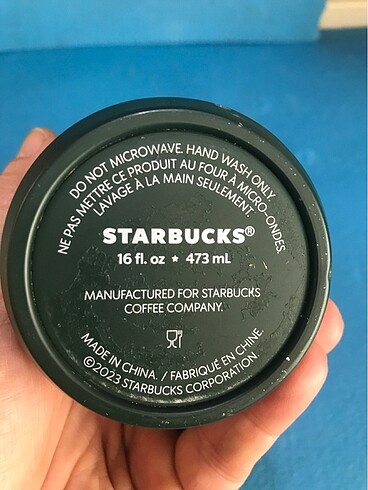 DO NOT MICROWAVE. HAND WASH ONLY.
NE PAS METTRE CE PRODUIT AU FOUR À MICRO-ONDES.
LAVAGE À LA MAIN SEULEMENT.
STARBUCKS®
16 fl. oz ★ 473 mL
MANUFACTURED FOR STARBUCKS
COFFEE COMPANY.
MADE IN CHINA. / FABRIQUÉ EN CHINE.
©2023 STARBUCKS CORPORATION.